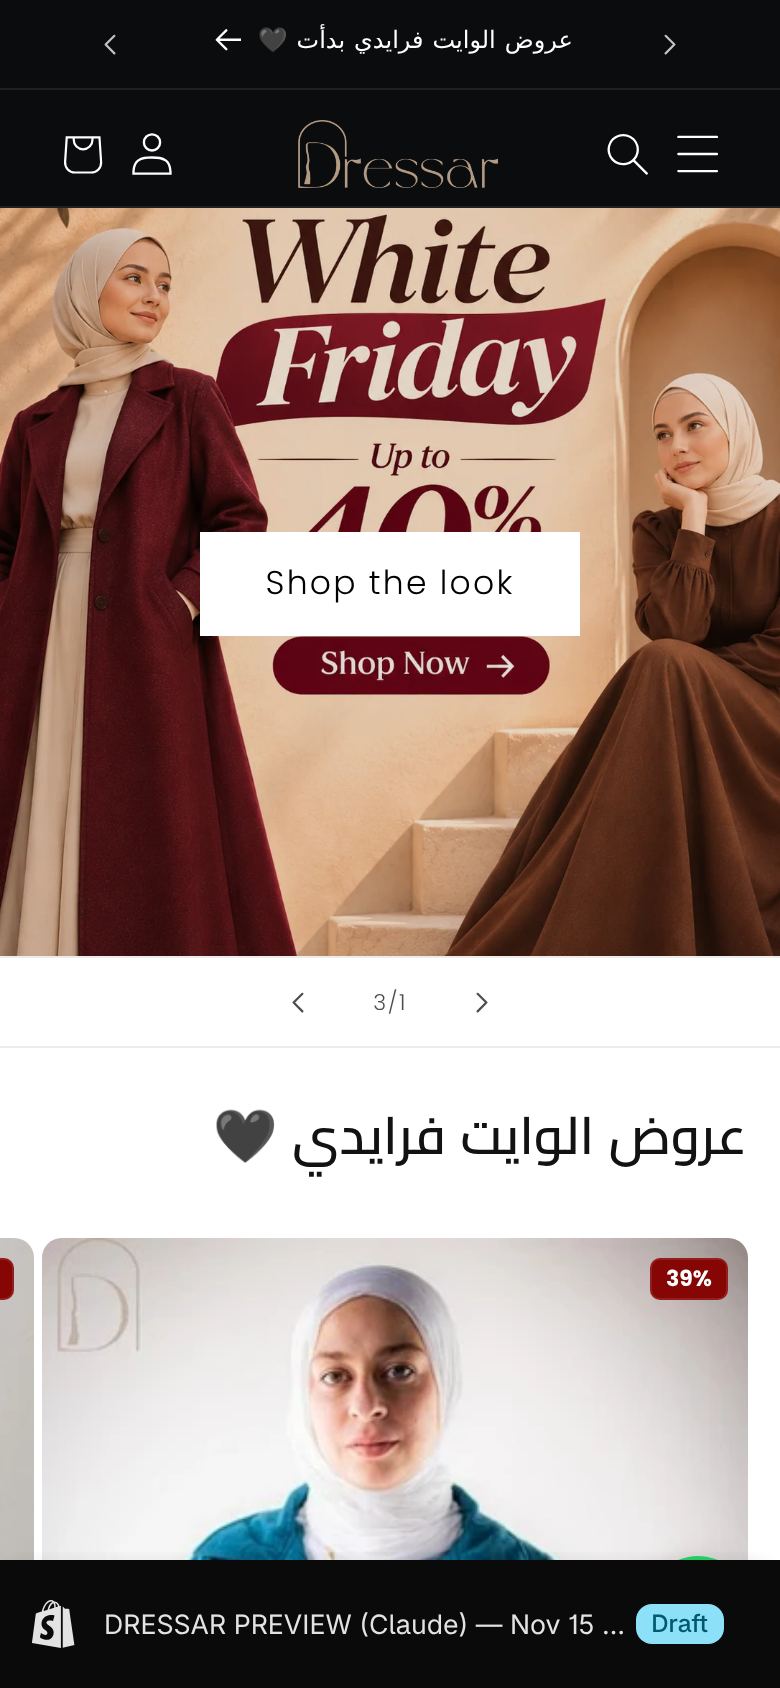 عروض الوايت فرايدي بدأت 🖤 ←
Dressar
White
Friday
Up to
40%
Shop the look
Shop Now →
3/1
عروض الوايت فرايدي 🖤
D
39%
DRESSAR PREVIEW (Claude) — Nov 15 ...
Draft